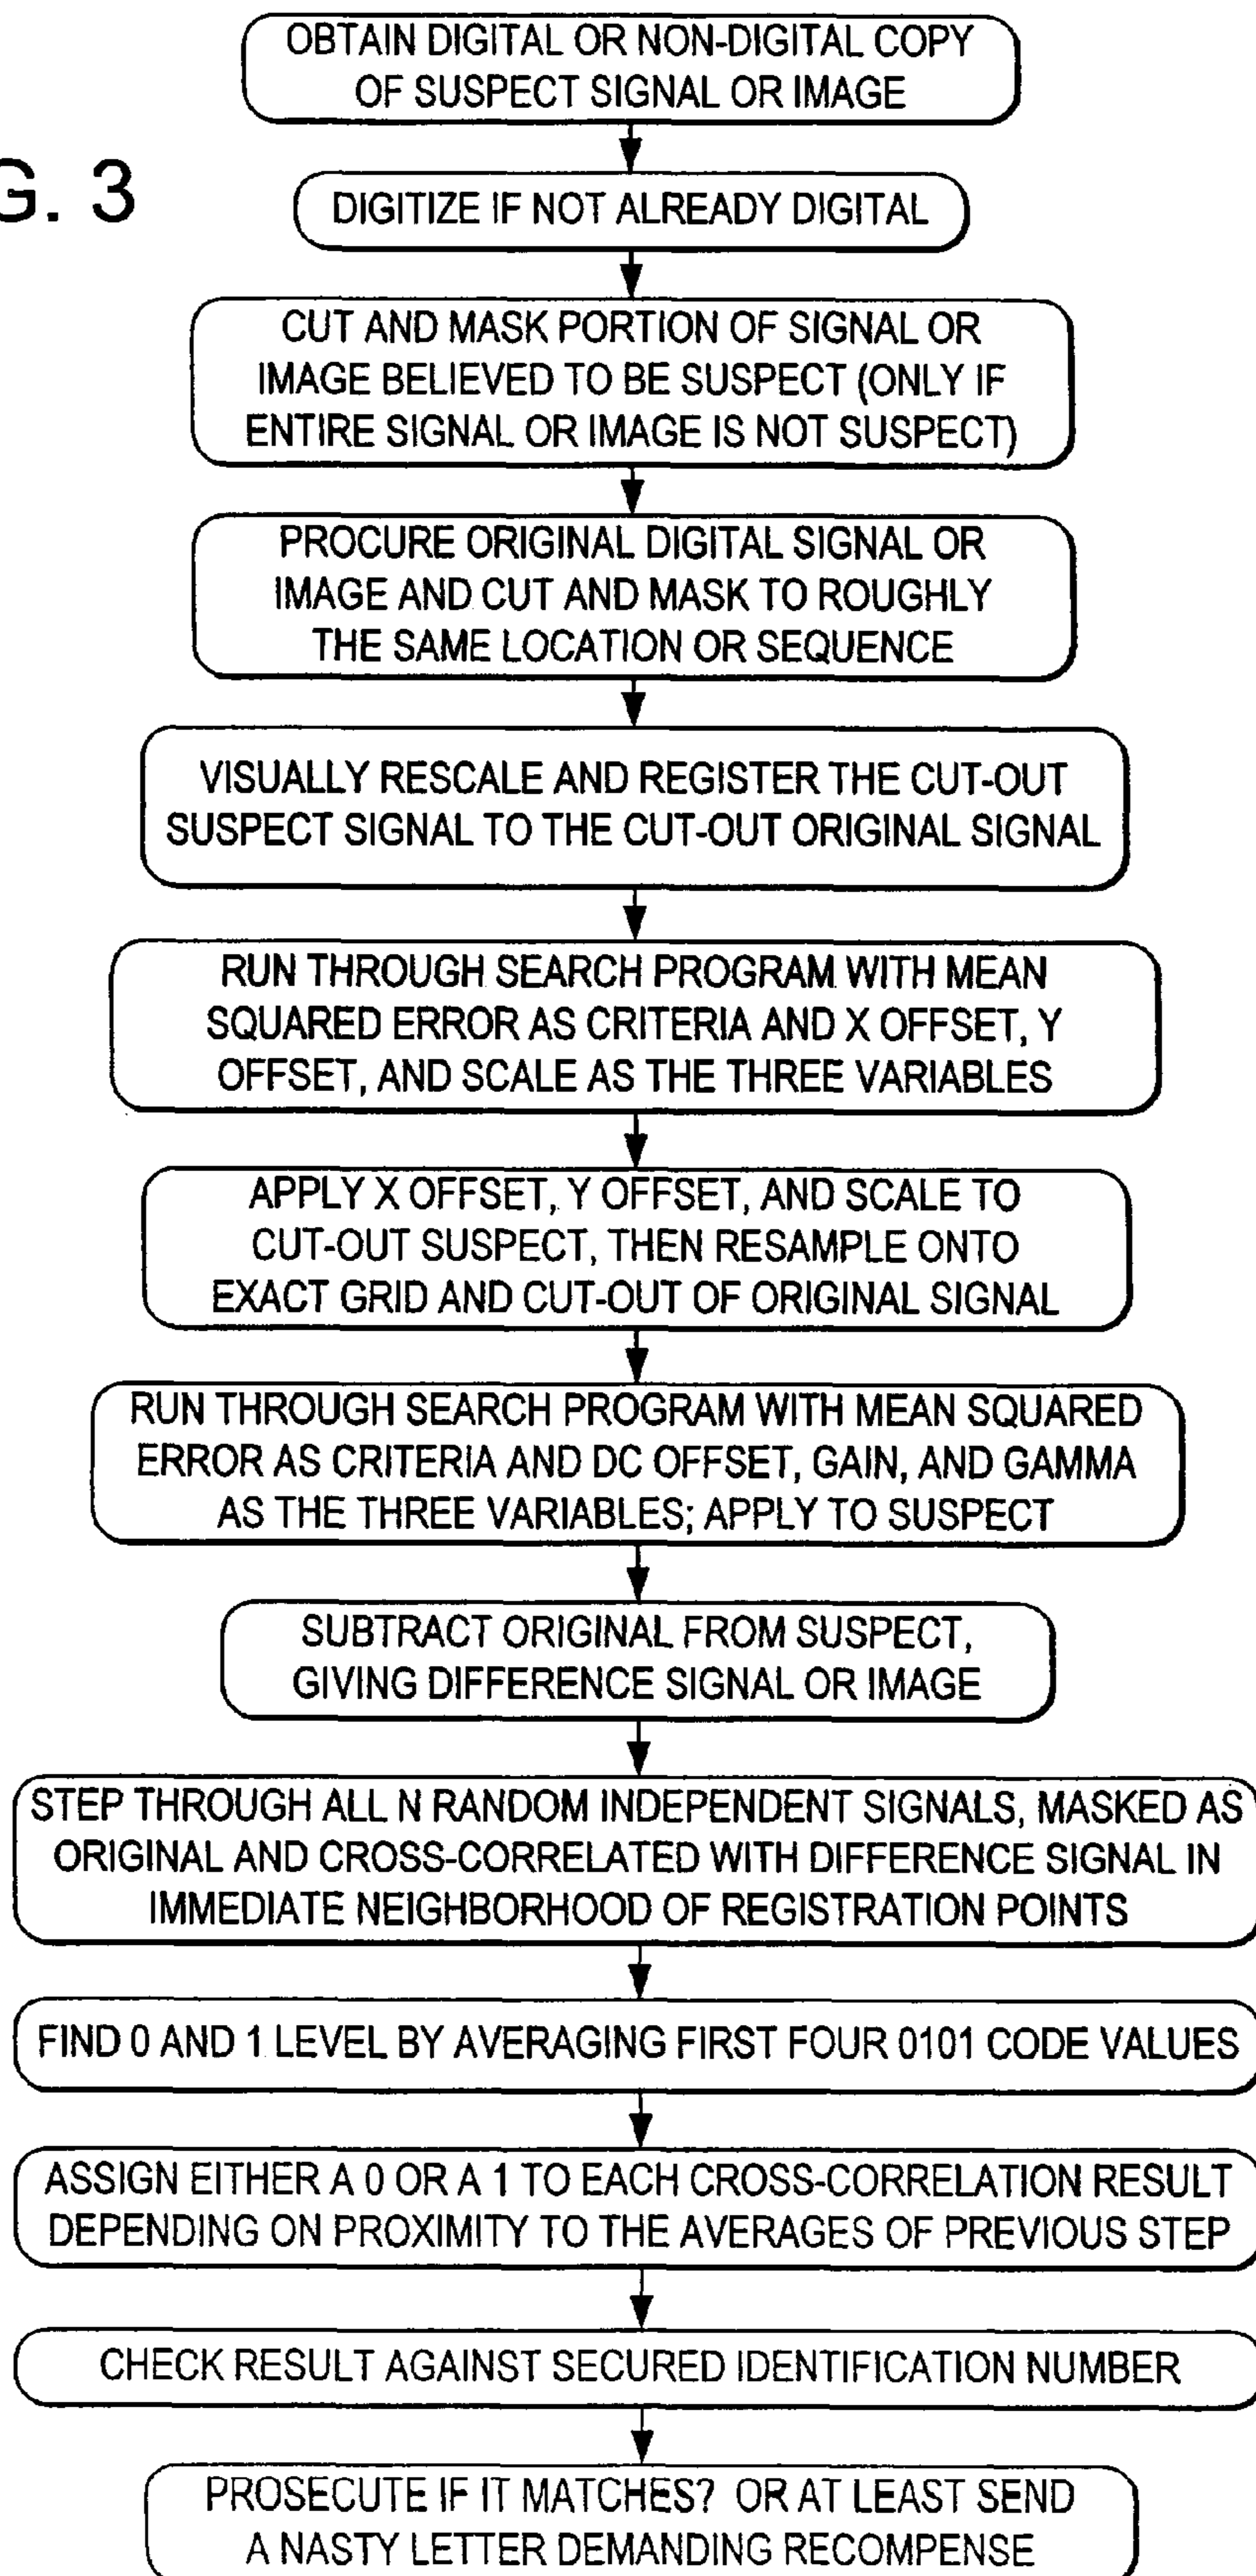 OBTAIN DIGITAL OR NON-DIGITAL COPY
OF SUSPECT SIGNAL OR IMAGE
G. 3
DIGITIZE IF NOT ALREADY DIGITAL
CUT AND MASK PORTION OF SIGNAL OR
IMAGE BELIEVED TO BE SUSPECT (ONLY IF
ENTIRE SIGNAL OR IMAGE IS NOT SUSPECT)
PROCURE ORIGINAL DIGITAL SIGNAL OR
IMAGE AND CUT AND MASK TO ROUGHLY
THE SAME LOCATION OR SEQUENCE
VISUALLY RESCALE AND REGISTER THE CUT-OUT
SUSPECT SIGNAL TO THE CUT-OUT ORIGINAL SIGNAL
RUN THROUGH SEARCH PROGRAM WITH MEAN
SQUARED ERROR AS CRITERIA AND X OFFSET, Y
OFFSET, AND SCALE AS THE THREE VARIABLES
APPLY X OFFSET, Y OFFSET, AND SCALE TO
CUT-OUT SUSPECT, THEN RESAMPLE ONTO
EXACT GRID AND CUT-OUT OF ORIGINAL SIGNAL
RUN THROUGH SEARCH PROGRAM WITH MEAN SQUARED
ERROR AS CRITERIA AND DC OFFSET, GAIN, AND GAMMA
AS THE THREE VARIABLES; APPLY TO SUSPECT
SUBTRACT ORIGINAL FROM SUSPECT,
GIVING DIFFERENCE SIGNAL OR IMAGE
STEP THROUGH ALL N RANDOM INDEPENDENT SIGNALS, MASKED AS
ORIGINAL AND CROSS-CORRELATED WITH DIFFERENCE SIGNAL IN
IMMEDIATE NEIGHBORHOOD OF REGISTRATION POINTS
FIND 0 AND 1 LEVEL BY AVERAGING FIRST FOUR 0101 CODE VALUES
ASSIGN EITHER A 0 OR A 1 TO EACH CROSS-CORRELATION RESULT
DEPENDING ON PROXIMITY TO THE AVERAGES OF PREVIOUS STEP
CHECK RESULT AGAINST SECURED IDENTIFICATION NUMBER
PROSECUTE IF IT MATCHES? OR AT LEAST SEND
A NASTY LETTER DEMANDING RECOMPENSE